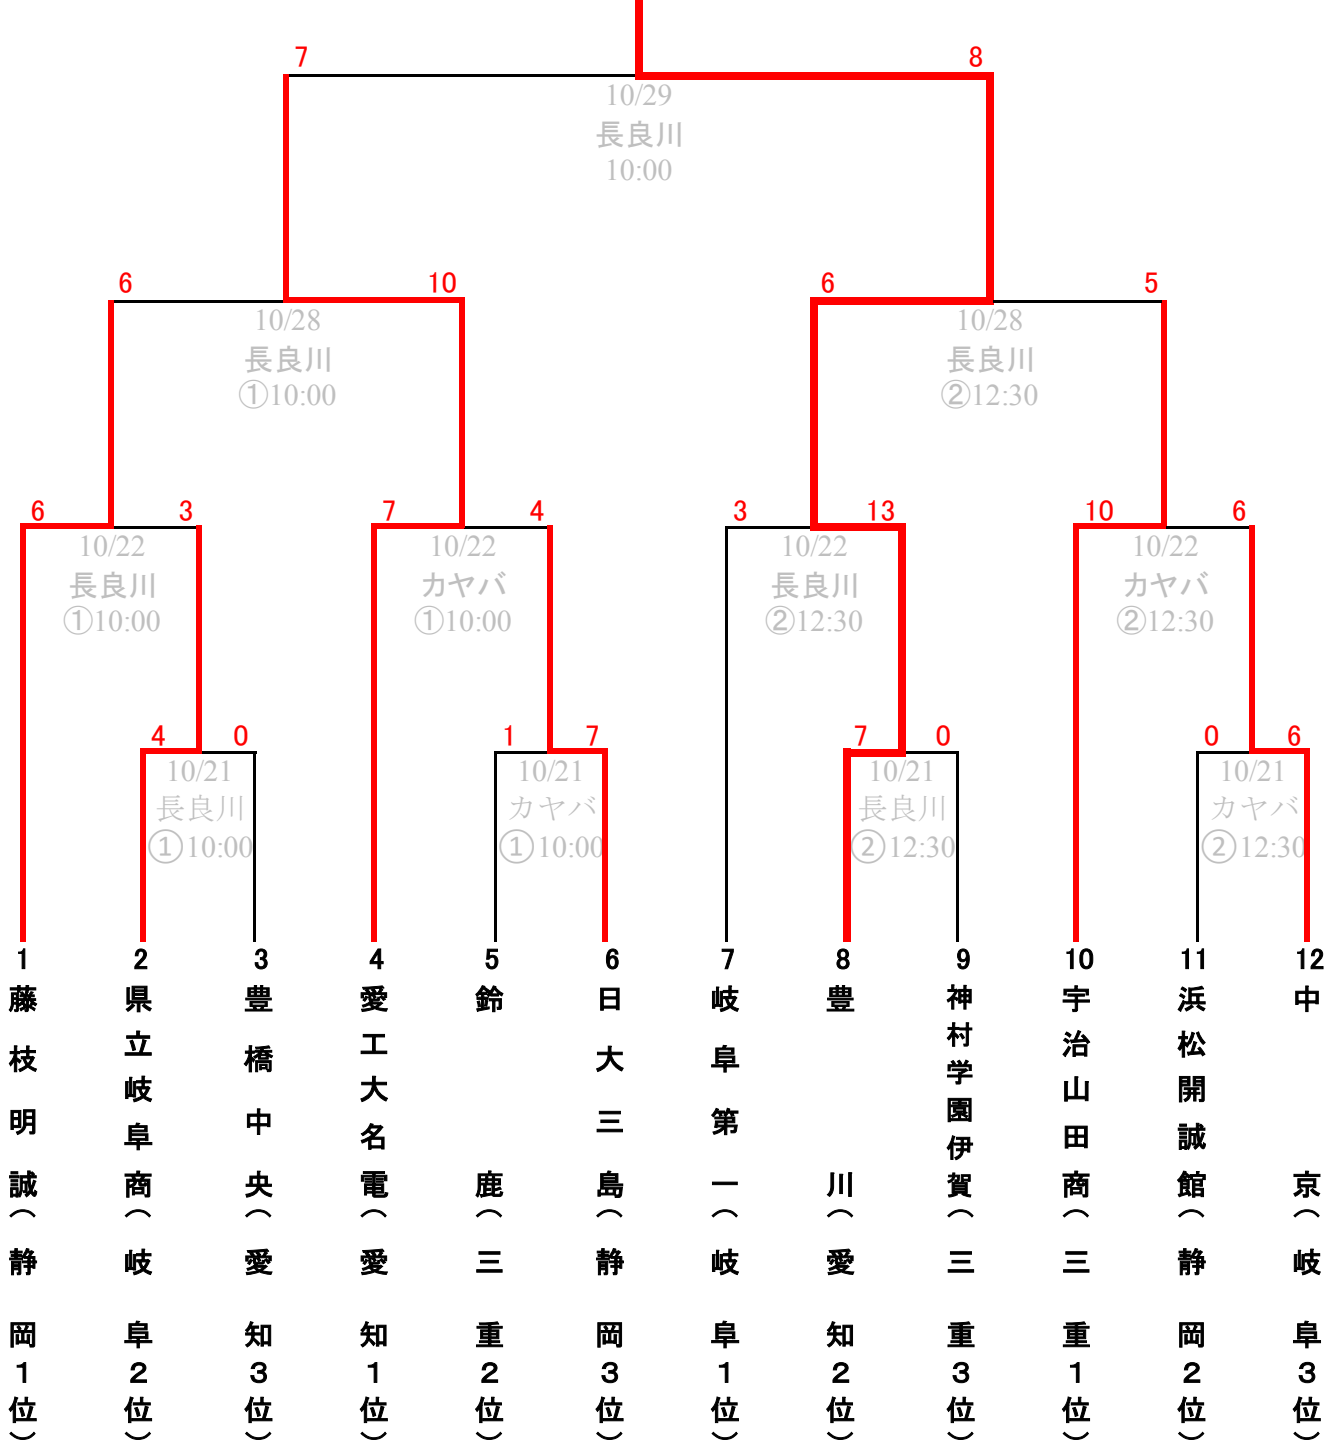 7 8
10/29
長良川
10:00
6 10 6 5
10/28 10/28
長良川 長良川
①10:00 ②12:30
6 3 7 4 3 13 10 6
10/22 10/22 10/22 10/22
長良川 カヤバ 長良川 カヤバ
①10:00 ①10:00 ②12:30 ②12:30
4 0 1 7 7 0 0 6
10/21 10/21 10/21 10/21
長良川 カヤバ 長良川 カヤバ
①10:00 ①10:00 ②12:30 ②12:30
1 藤枝明誠(静岡1位)
2 県立岐阜商(岐阜2位)
3 豊橋中央(愛知3位)
4 愛工大名電(愛知1位)
5 鈴鹿(三重2位)
6 日大三島(静岡3位)
7 岐阜第一(岐阜1位)
8 豊川(愛知2位)
9 神村学園伊賀(三重3位)
10 宇治山田商(三重1位)
11 浜松開誠館(静岡2位)
12 中京(岐阜3位)